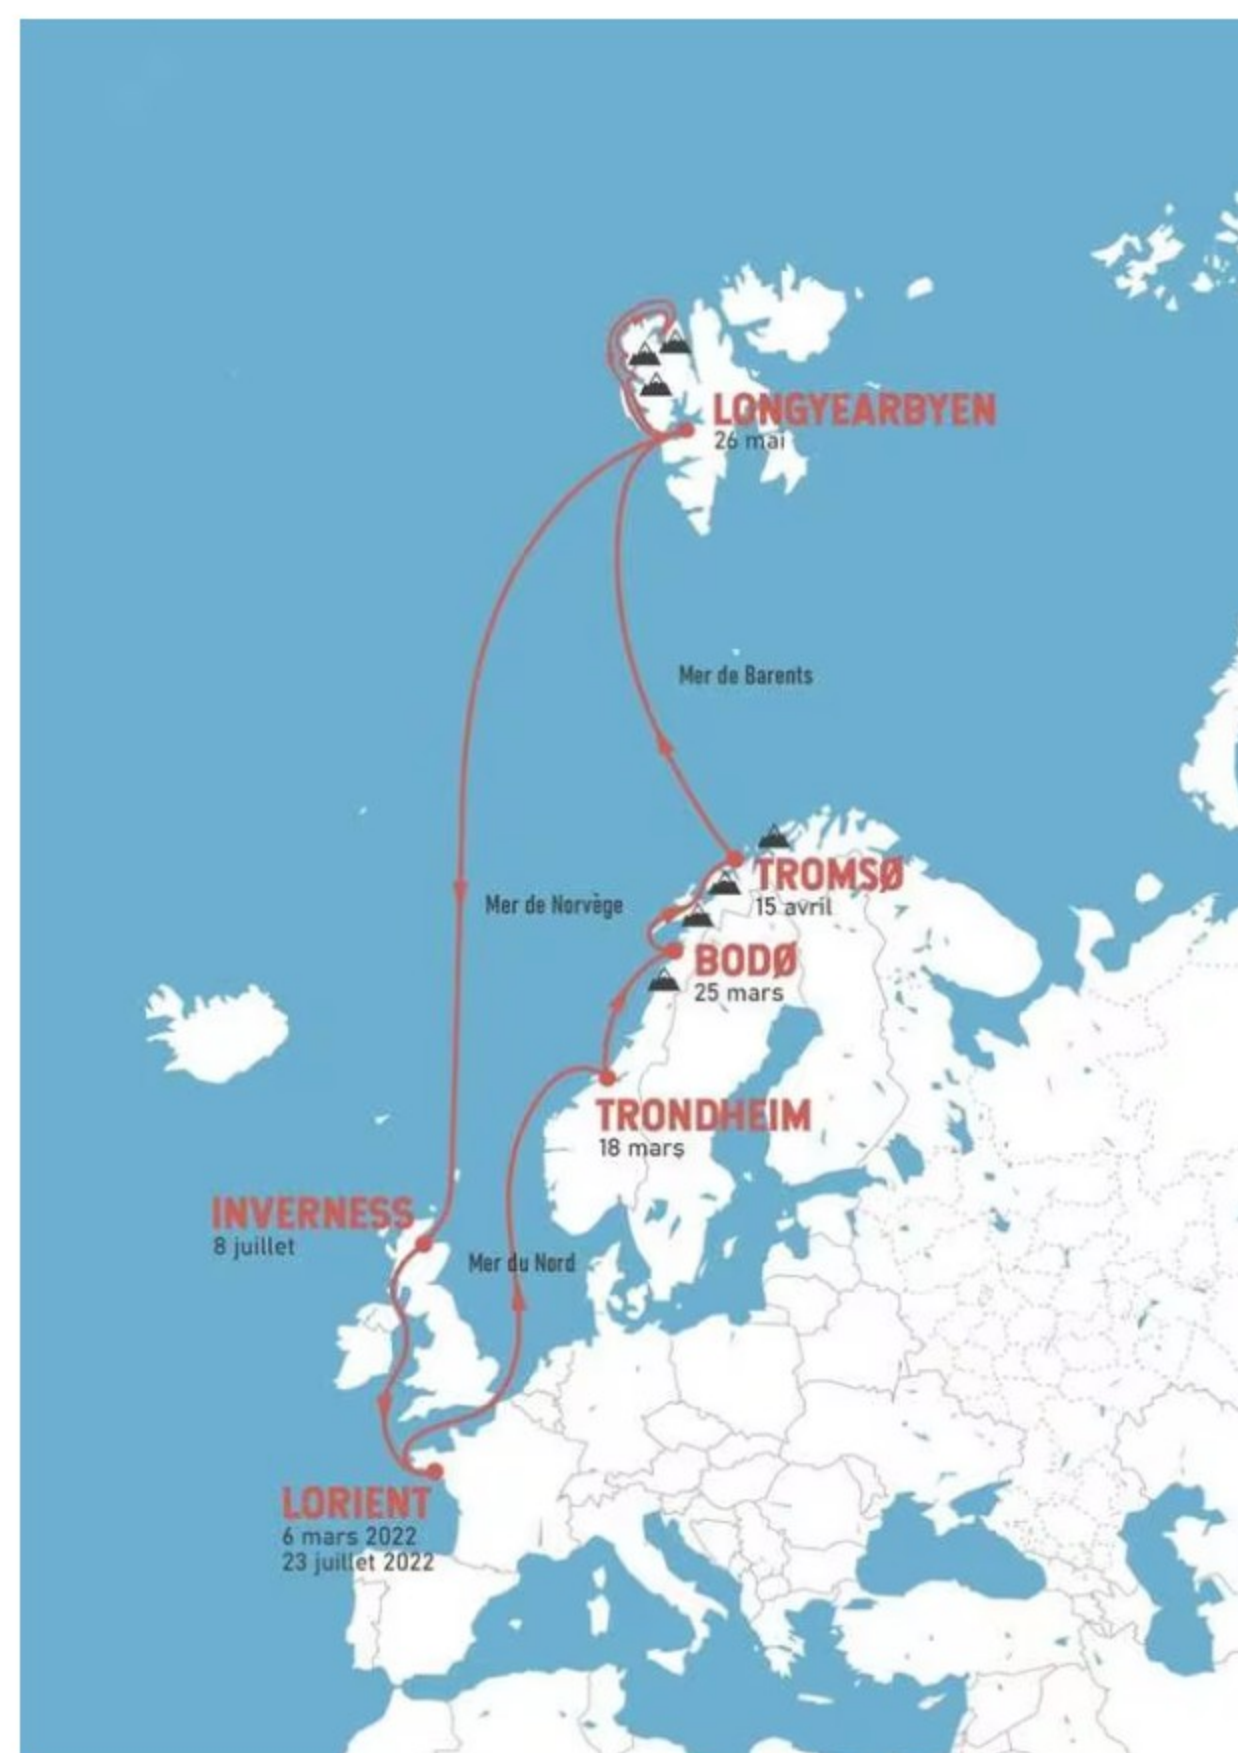 LONGYEARBYEN
26 mai
Mer de Barents
TROMSØ
15 avril
Mer de Norvège
BODØ
25 mars
TRONDHEIM
18 mars
INVERNESS
8 juillet
Mer du Nord
LORIENT
6 mars 2022
23 juillet 2022